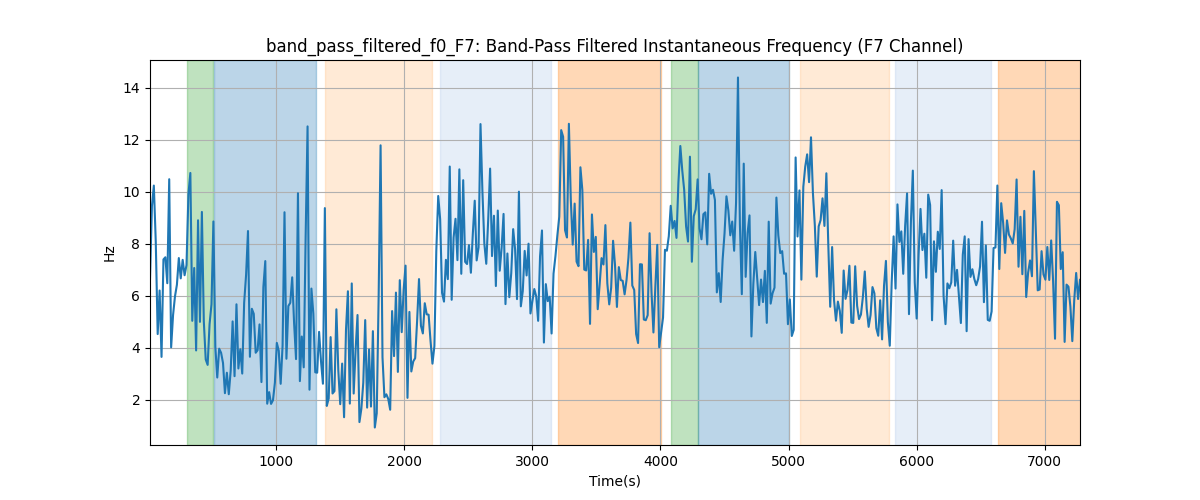 band_pass_filtered_f0_F7: Band-Pass Filtered Instantaneous Frequency (F7 Channel)
14
12
10
8
6
4
2
Hz
1000 2000 3000 4000 5000 6000 7000
Time(s)